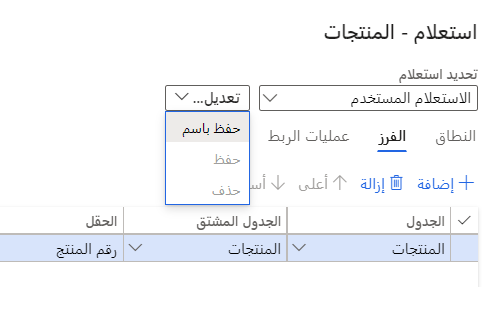 استعلام - المنتجات
تحديد استعلام
الاستعلام المستخدم تعديل...
حفظ باسم
حفظ
حذف
النطاق الفرز عمليات الربط
إضافة إزالة أعلى
الجدول الجدول المشتق الحقل
المنتجات المنتجات رقم المنتج